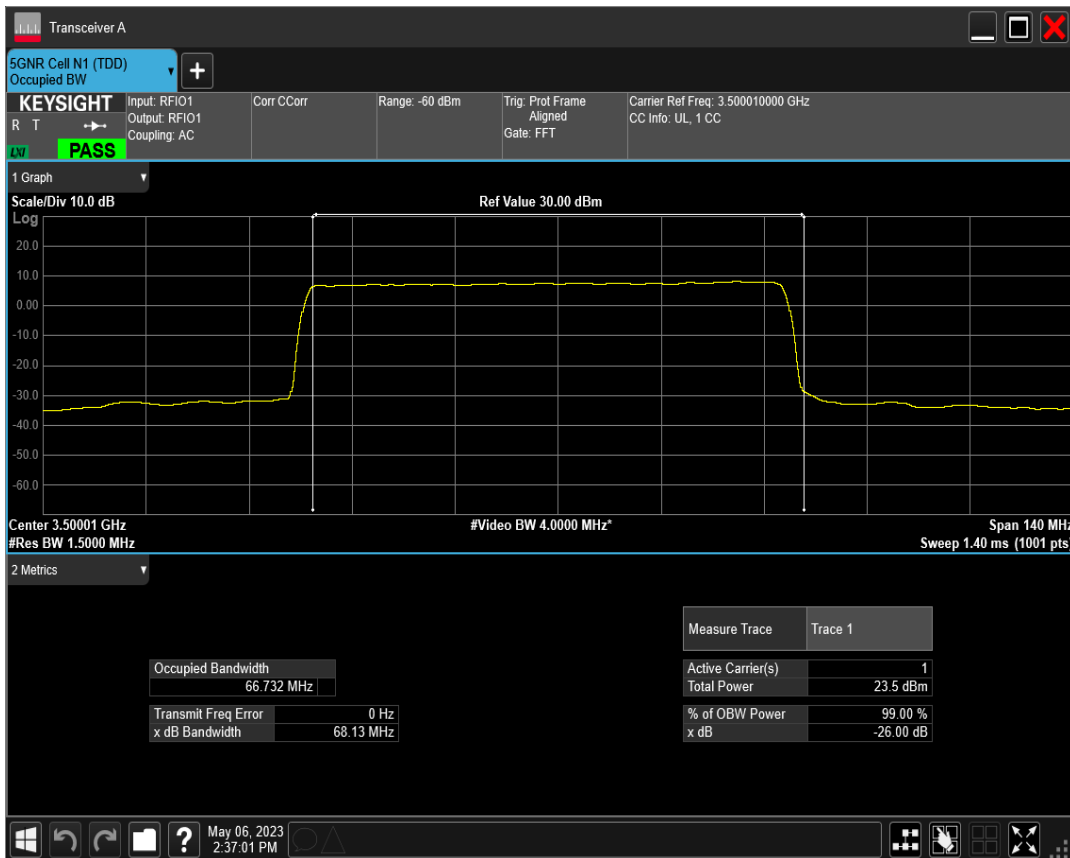 Transceiver A
5GNR Cell N1 (TDD)
Occupied BW
KEYSIGHT
R T
LXI
PASS
Input: RFIO1
Output: RFIO1
Coupling: AC
Corr CCorr
Range: -60 dBm
Trig: Prot Frame
Aligned
Gate: FFT
Carrier Ref Freq: 3.500010000 GHz
CC Info: UL, 1 CC
1 Graph
Scale/Div 10.0 dB
Ref Value 30.00 dBm
Log
20.0
10.0
0.00
-10.0
-20.0
-30.0
-40.0
-50.0
-60.0
Center 3.50001 GHz
#Video BW 4.0000 MHz*
Span 140 MHz
#Res BW 1.5000 MHz
Sweep 1.40 ms (1001 pts)
2 Metrics
Measure Trace Trace 1
Occupied Bandwidth
66.732 MHz
Active Carrier(s) 1
Total Power 23.5 dBm
Transmit Freq Error 0 Hz
x dB Bandwidth 68.13 MHz
% of OBW Power 99.00 %
x dB -26.00 dB
May 06, 2023
2:37:01 PM